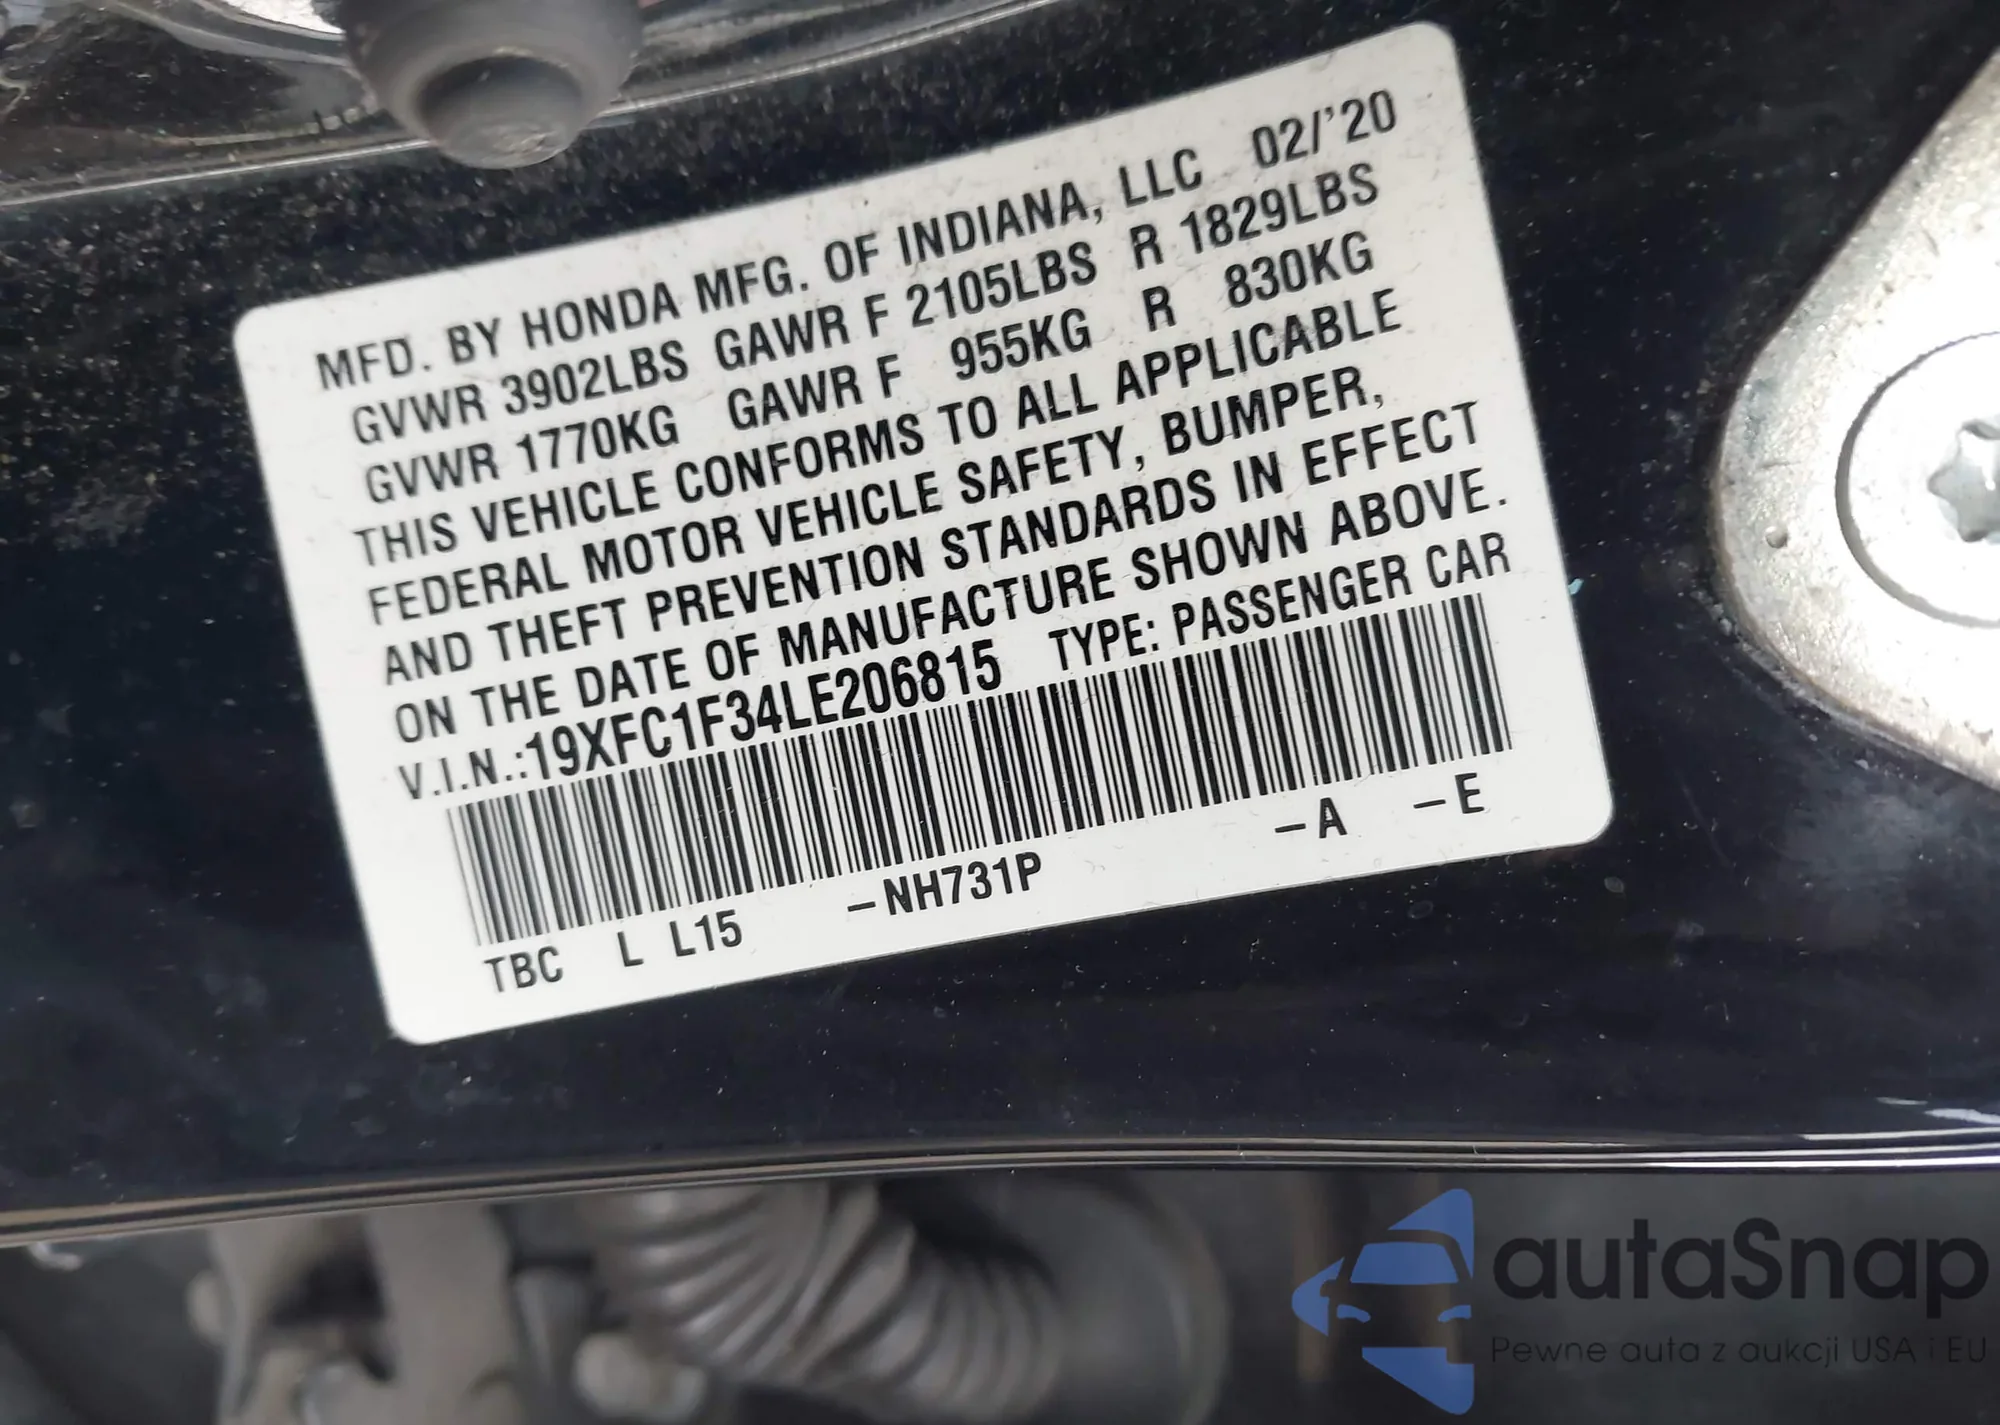 MFD. BY HONDA MFG. OF INDIANA, LLC 02/'20
GVWR 3902LBS GAWR F 2105LBS R 1829LBS
GVWR 1770KG GAWR F 955KG R 830KG
THIS VEHICLE CONFORMS TO ALL APPLICABLE
FEDERAL MOTOR VEHICLE SAFETY, BUMPER,
AND THEFT PREVENTION STANDARDS IN EFFECT
ON THE DATE OF MANUFACTURE SHOWN ABOVE.
V.I.N.:19XFC1F34LE206815 TYPE: PASSENGER CAR
TBC L L15 –NH731P –A –E
autaSnap
Pewne auta z aukcji USA i EU